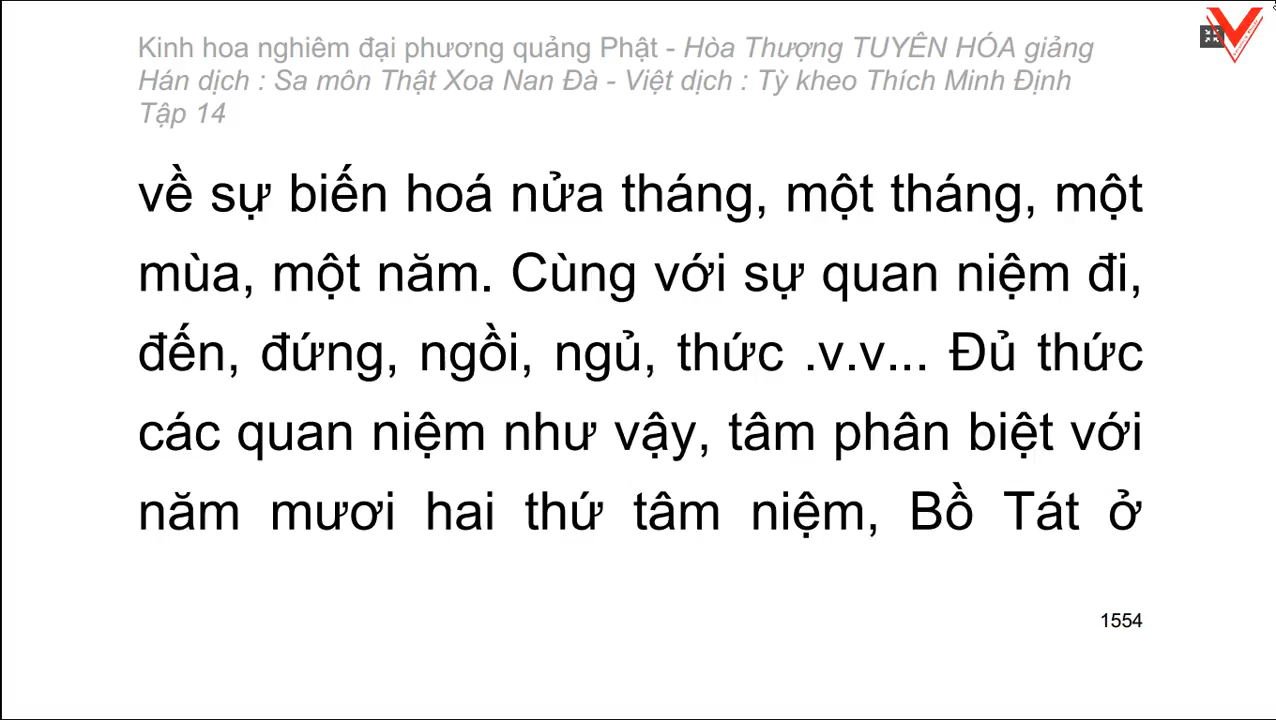 Kinh hoa nghiêm đại phương quảng Phật - Hòa Thượng TUYÊN HÓA giảng
Hán dịch : Sa môn Thật Xoa Nan Đà - Việt dịch : Tỳ kheo Thích Minh Định
Tập 14
về sự biến hoá nửa tháng, một tháng, một
mùa, một năm. Cùng với sự quan niệm đi,
đến, đứng, ngồi, ngủ, thức .v.v... Đủ thức
các quan niệm như vậy, tâm phân biệt với
năm mươi hai thứ tâm niệm, Bồ Tát ở
1554